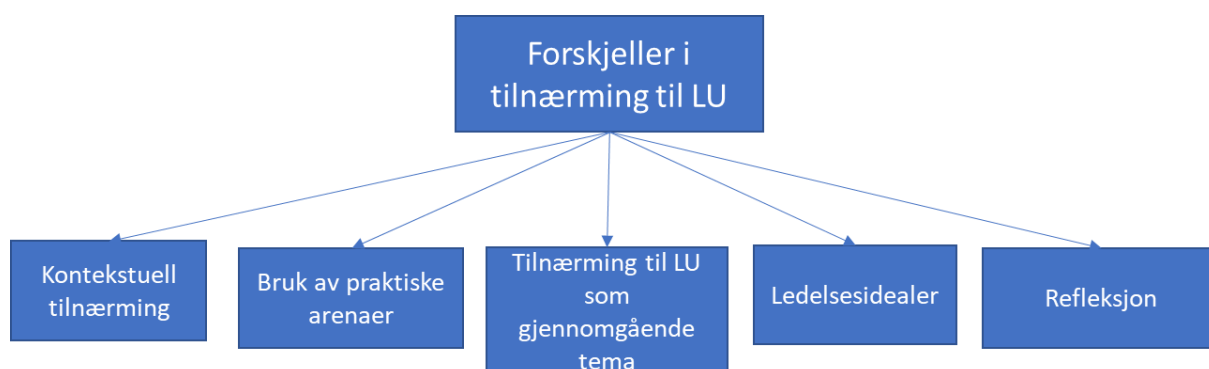 Forskjeller i
tilnærming til LU
Kontekstuell
tilnærming
Bruk av praktiske
arenaer
Tilnærming til LU
som
gjennomgående
tema
Ledelsesidealer
Refleksjon